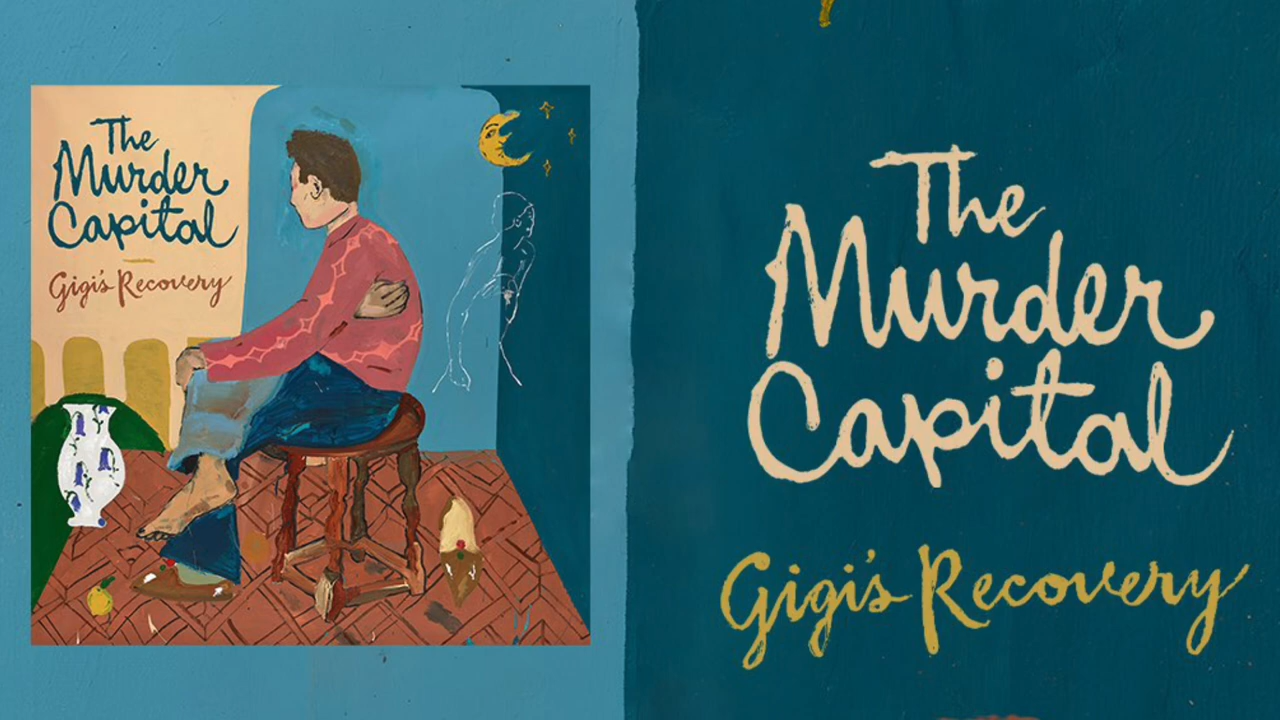 The
Murder
Capital
Gigi's Recovery
The
Murder
Capital
Gigi's Recovery